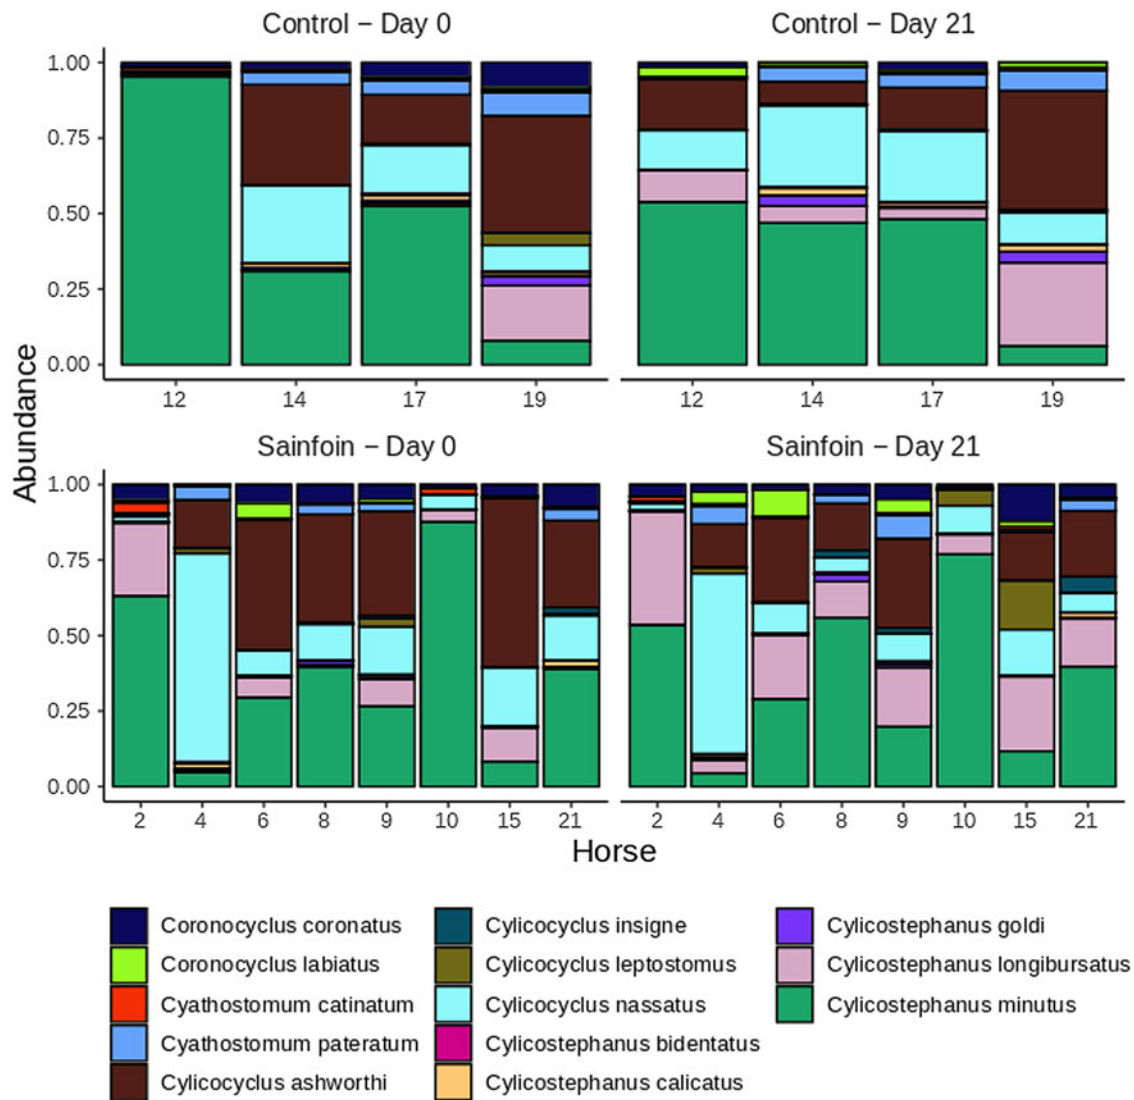 Control − Day 0
Control − Day 21
1.00
0.75
0.50
0.25
0.00
12 14 17 19
12 14 17 19
Abundance
Sainfoin − Day 0
Sainfoin − Day 21
1.00
0.75
0.50
0.25
0.00
2 4 6 8 9 10 15 21
2 4 6 8 9 10 15 21
Horse
Coronocyclus coronatus
Coronocyclus labiatus
Cyathostomum catinatum
Cyathostomum pateratum
Cylicocyclus ashworthi
Cylicocyclus insigne
Cylicocyclus leptostomus
Cylicocyclus nassatus
Cylicostephanus bidentatus
Cylicostephanus calicatus
Cylicostephanus goldi
Cylicostephanus longibursatus
Cylicostephanus minutus